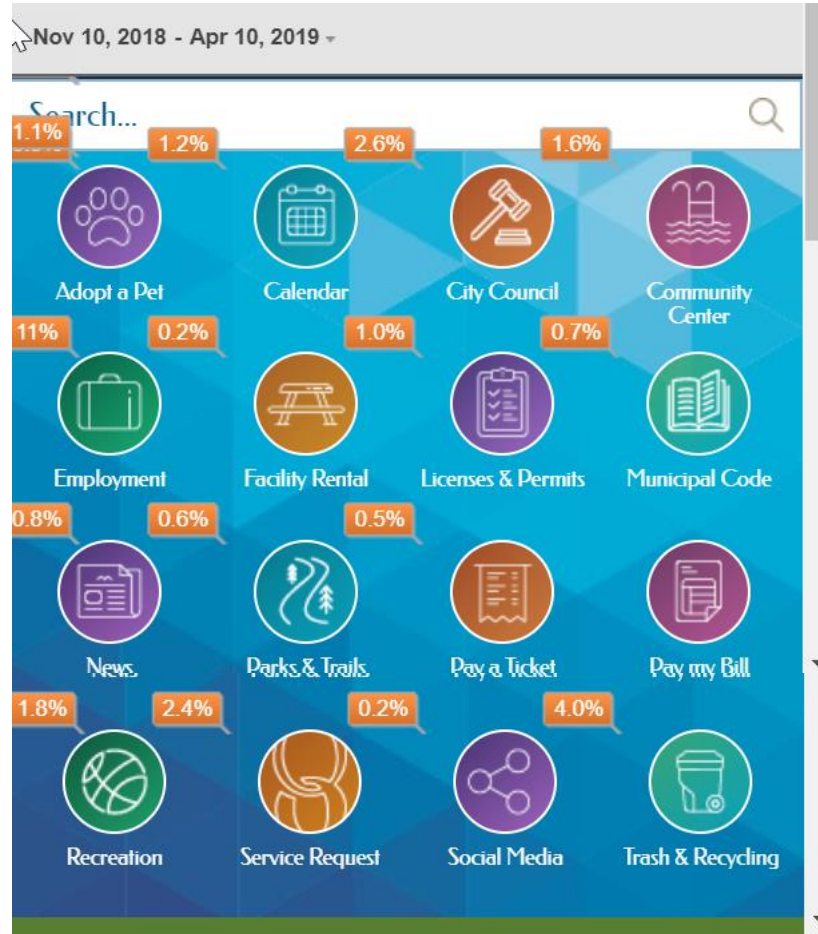 Nov 10, 2018 - Apr 10, 2019
Search...
1.1% 1.2% 2.6% 1.6%
Adopt a Pet Calendar City Council Community Center
11% 0.2% 1.0% 0.7%
Employment Facility Rental Licenses & Permits Municipal Code
0.8% 0.6% 0.5%
News Parks & Trails Pay a Ticket Pay my Bill
1.8% 2.4% 0.2% 4.0%
Recreation Service Request Social Media Trash & Recycling